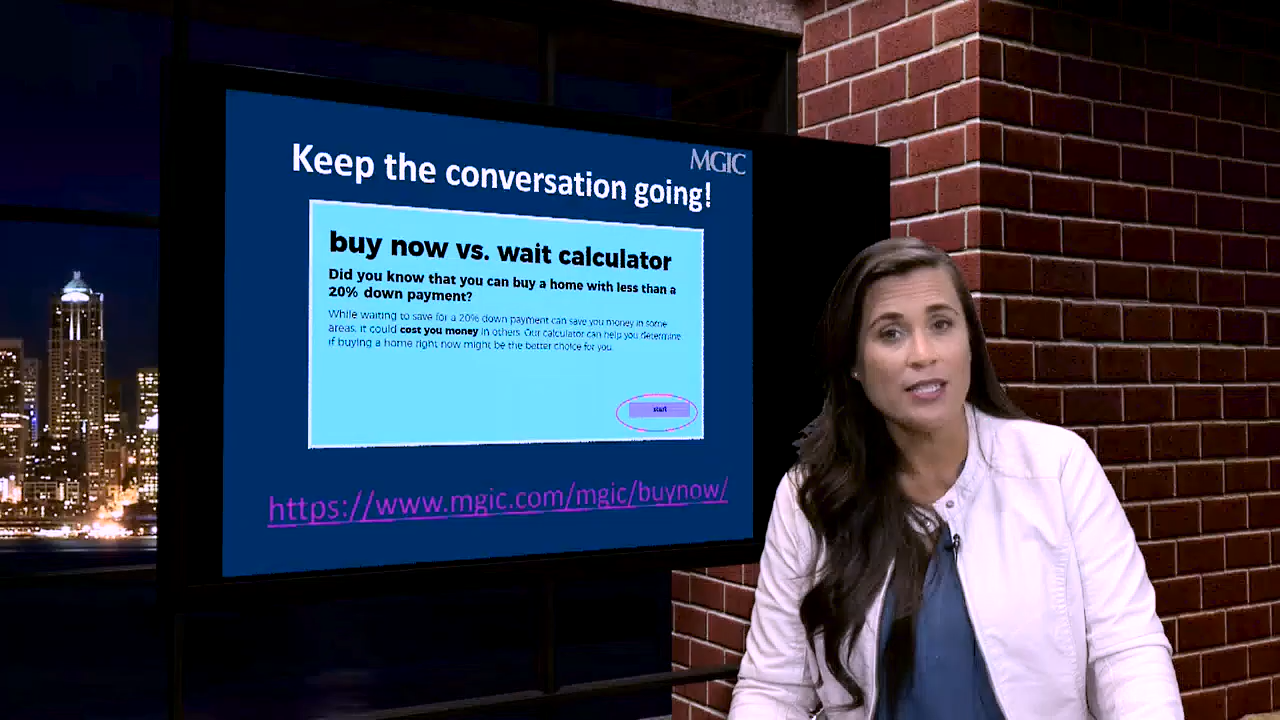 MGIC
Keep the conversation going!
buy now vs. wait calculator
Did you know that you can buy a home with less than a
20% down payment?
While waiting to save for a 20% down payment can save you money in some
areas, it could cost you money in others. Our calculator can help you determine
if buying a home right now might be the better choice for you.
start
https://www.mgic.com/mgic/buynow/